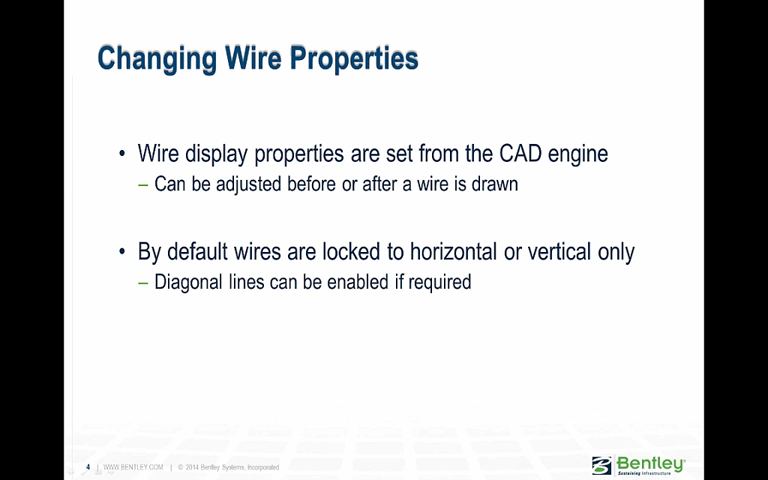 Changing Wire Properties
• Wire display properties are set from the CAD engine
– Can be adjusted before or after a wire is drawn
• By default wires are locked to horizontal or vertical only
– Diagonal lines can be enabled if required
4 | WWW.BENTLEY.COM | © 2014 Bentley Systems, Incorporated
Bentley®
Sustaining Infrastructure